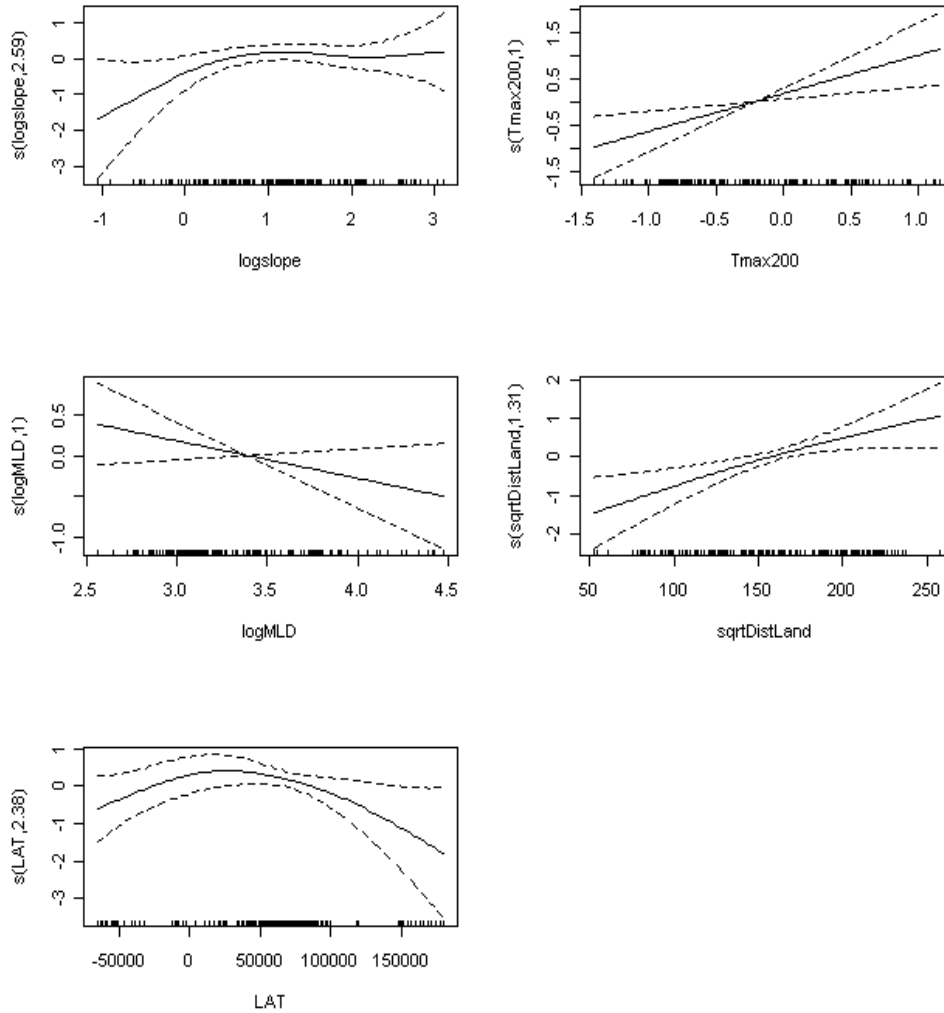 s(logslope,2.59)
1
0
-1
-2
-3
-1 0 1 2 3
logslope
s(Tmax200,1)
1.5
0.5
-0.5
-1.5
-1.5 -1.0 -0.5 0.0 0.5 1.0
Tmax200
s(logMLD,1)
0.5
0.0
-1.0
2.5 3.0 3.5 4.0 4.5
logMLD
s(sqrtDistLand,1.31)
2
1
0
-1
-2
50 100 150 200 250
sqrtDistLand
s(LAT,2.38)
1
0
-1
-2
-3
-50000 0 50000 100000 150000
LAT